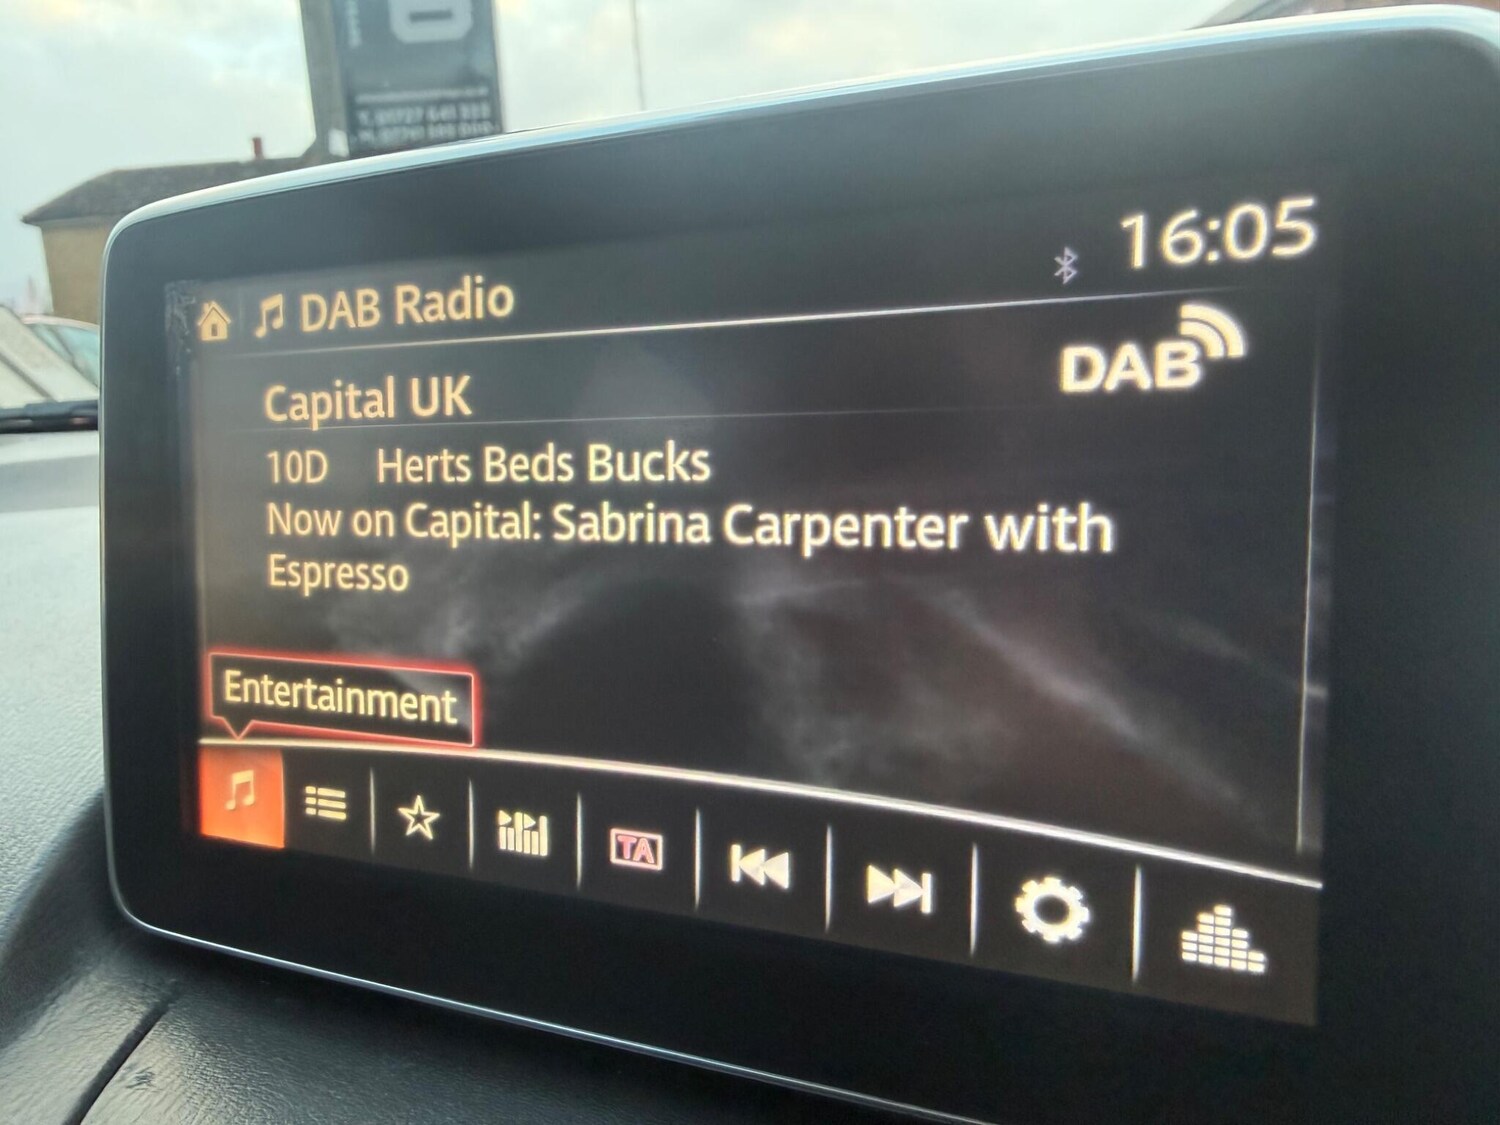 16:05
DAB Radio
DAB
Capital UK
10D Herts Beds Bucks
Now on Capital: Sabrina Carpenter with
Espresso
Entertainment
TA